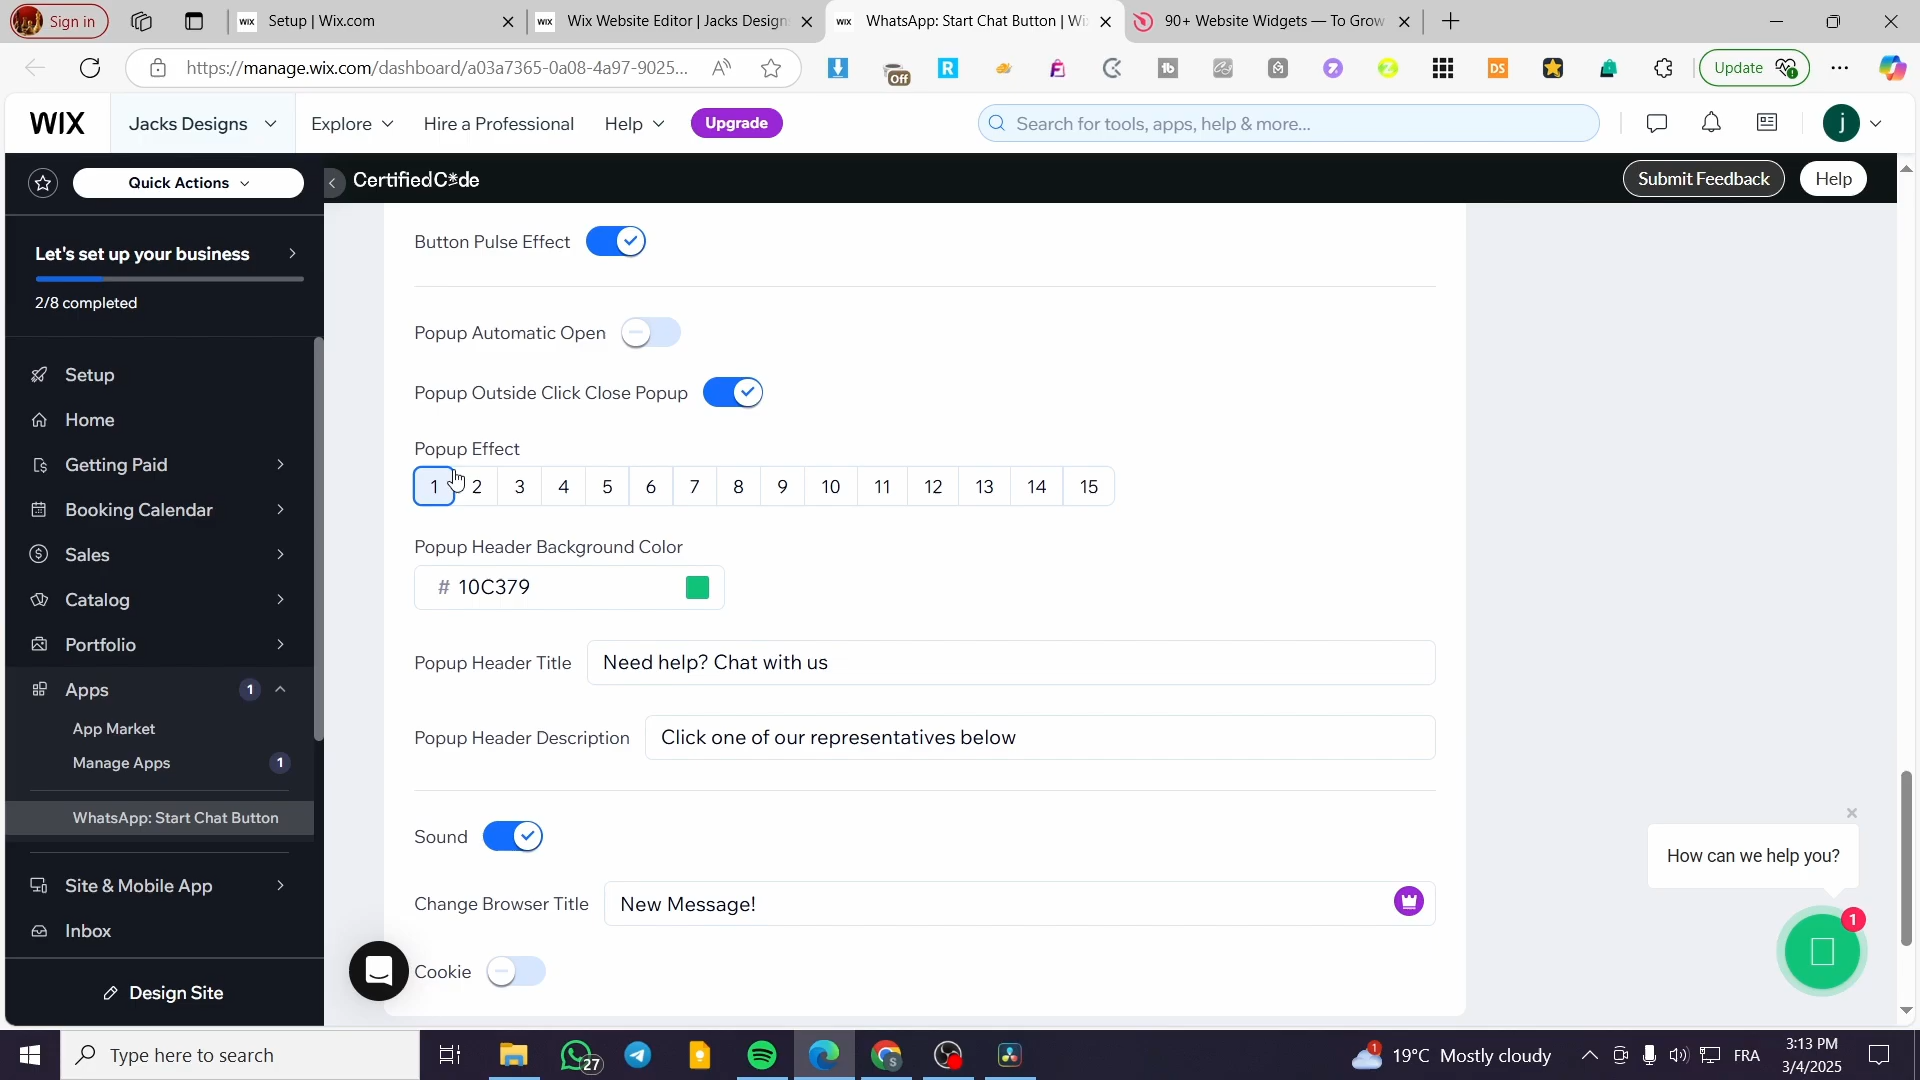 Sign in
WIX Setup | Wix.com
WIX Wix Website Editor | Jacks Design
WIX WhatsApp: Start Chat Button | Wi
90+ Website Widgets — To Grow
https://manage.wix.com/dashboard/a03a7365-0a08-4a97-9025...
Off
DS
Update
WIX
Jacks Designs
Explore
Hire a Professional
Help
Upgrade
Search for tools, apps, help & more...
j
Quick Actions
CertifiedC*de
Submit Feedback
Help
Let's set up your business
2/8 completed
Setup
Home
Getting Paid
Booking Calendar
Sales
Catalog
Portfolio
Apps 1
App Market
Manage Apps 1
WhatsApp: Start Chat Button
Site & Mobile App
Inbox
Design Site
Button Pulse Effect
Popup Automatic Open
Popup Outside Click Close Popup
Popup Effect
1 2 3 4 5 6 7 8 9 10 11 12 13 14 15
Popup Header Background Color
# 10C379
Popup Header Title Need help? Chat with us
Popup Header Description Click one of our representatives below
Sound
Change Browser Title New Message!
Cookie
How can we help you?
1
Type here to search
27
1
19°C Mostly cloudy
FRA
3:13 PM
3/4/2025